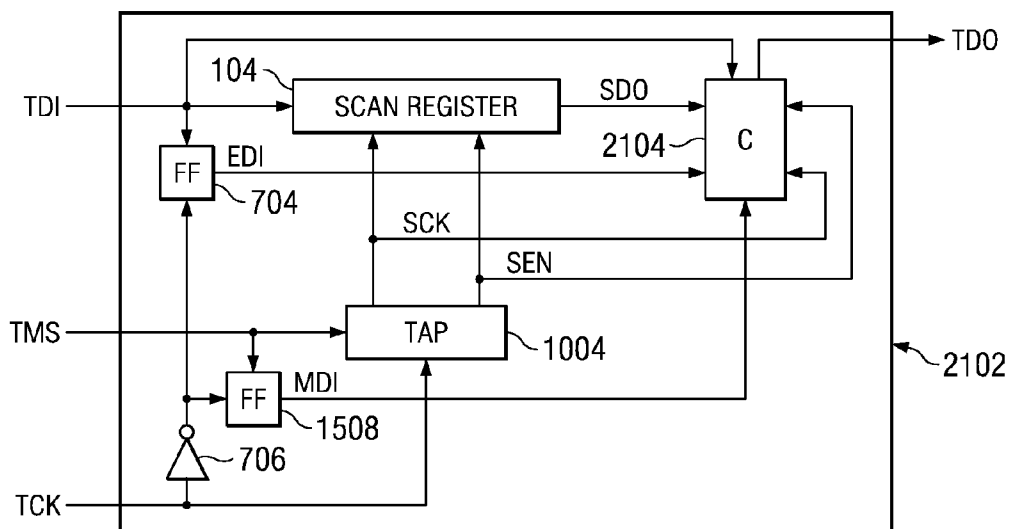 TDO
104
TDI
SCAN REGISTER
SDO
2104
C
FF
EDI
704
SCK
SEN
TMS
TAP
1004
2102
FF
MDI
1508
706
TCK